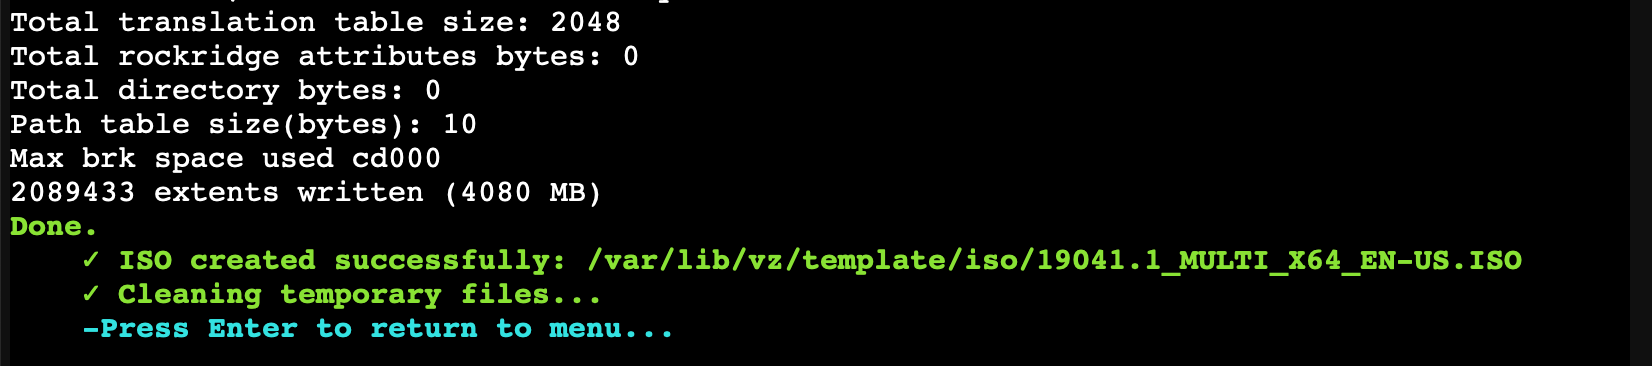 Total translation table size: 2048
Total rockridge attributes bytes: 0
Total directory bytes: 0
Path table size(bytes): 10
Max brk space used cd000
2089433 extents written (4080 MB)
Done.
✓ ISO created successfully: /var/lib/vz/template/iso/19041.1_MULTI_X64_EN-US.ISO
✓ Cleaning temporary files...
-Press Enter to return to menu...